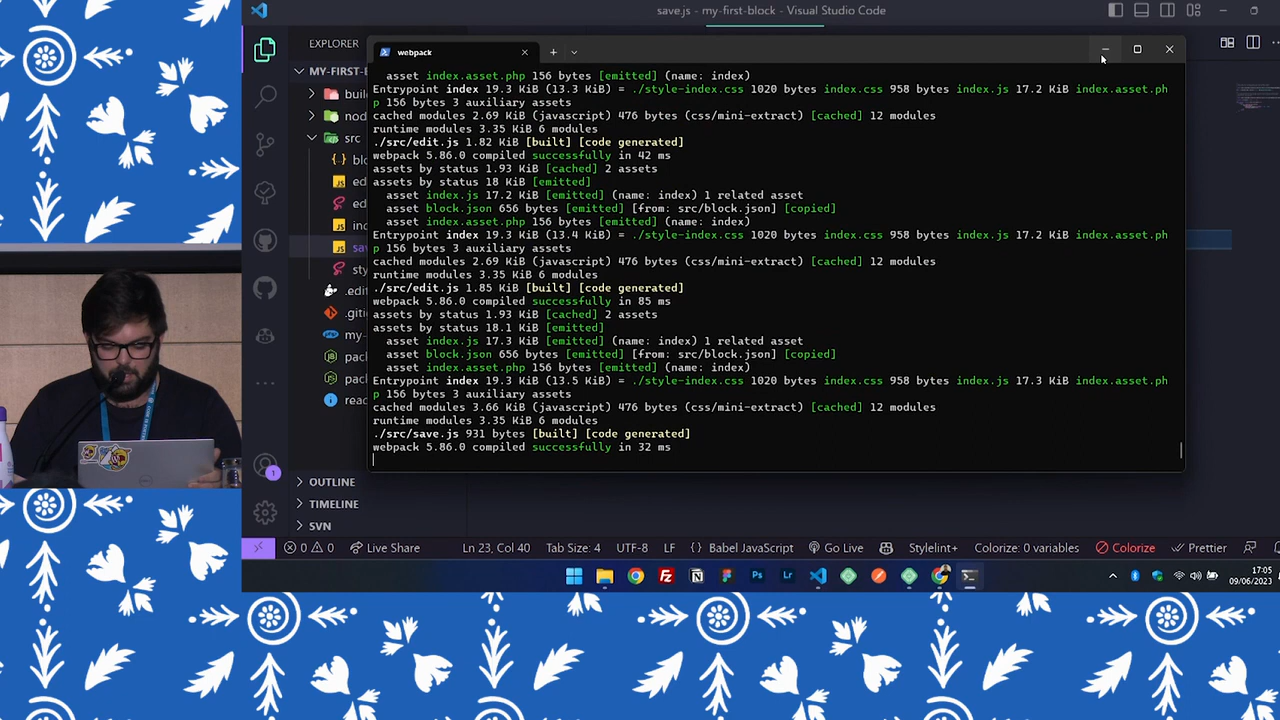 save.js - my-first-block - Visual Studio Code
EXPLORER
webpack
MY-FIRST-B
buil
nod
src
blo
ed
ed
ind
sav
sty
.edit
.giti
my-
pac
pac
read
OUTLINE
TIMELINE
SVN
asset index.asset.php 156 bytes [emitted] (name: index)
Entrypoint index 19.3 KiB (13.3 KiB) = ./style-index.css 1020 bytes index.css 958 bytes index.js 17.2 KiB index.asset.ph
p 156 bytes 3 auxiliary assets
cached modules 2.69 KiB (javascript) 476 bytes (css/mini-extract) [cached] 12 modules
runtime modules 3.35 KiB 6 modules
./src/edit.js 1.82 KiB [built] [code generated]
webpack 5.86.0 compiled successfully in 42 ms
assets by status 1.93 KiB [cached] 2 assets
assets by status 18 KiB [emitted]
asset index.js 17.2 KiB [emitted] (name: index) 1 related asset
asset block.json 656 bytes [emitted] [from: src/block.json] [copied]
asset index.asset.php 156 bytes [emitted] (name: index)
Entrypoint index 19.3 KiB (13.4 KiB) = ./style-index.css 1020 bytes index.css 958 bytes index.js 17.2 KiB index.asset.ph
p 156 bytes 3 auxiliary assets
cached modules 2.69 KiB (javascript) 476 bytes (css/mini-extract) [cached] 12 modules
runtime modules 3.35 KiB 6 modules
./src/edit.js 1.85 KiB [built] [code generated]
webpack 5.86.0 compiled successfully in 85 ms
assets by status 1.93 KiB [cached] 2 assets
assets by status 18.1 KiB [emitted]
asset index.js 17.3 KiB [emitted] (name: index) 1 related asset
asset block.json 656 bytes [emitted] [from: src/block.json] [copied]
asset index.asset.php 156 bytes [emitted] (name: index)
Entrypoint index 19.3 KiB (13.5 KiB) = ./style-index.css 1020 bytes index.css 958 bytes index.js 17.3 KiB index.asset.ph
p 156 bytes 3 auxiliary assets
cached modules 3.66 KiB (javascript) 476 bytes (css/mini-extract) [cached] 12 modules
runtime modules 3.35 KiB 6 modules
./src/save.js 931 bytes [built] [code generated]
webpack 5.86.0 compiled successfully in 32 ms
1
0 0 Live Share Ln 23, Col 40 Tab Size: 4 UTF-8 LF Babel JavaScript Go Live Stylelint+ Colorize: 0 variables Colorize Prettier
17:05
09/06/2023